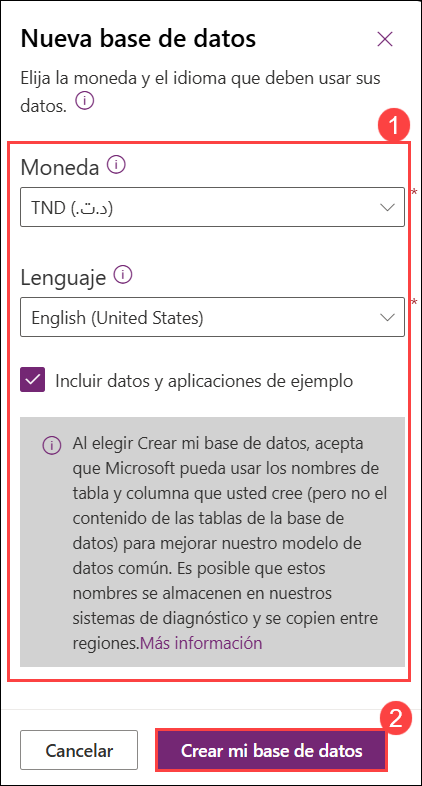 Nueva base de datos
Elija la moneda y el idioma que deben usar sus
datos.
1
Moneda
*
TND (د.ت.)
Lenguaje
*
English (United States)
Incluir datos y aplicaciones de ejemplo
Al elegir Crear mi base de datos, acepta
que Microsoft pueda usar los nombres de
tabla y columna que usted cree (pero no el
contenido de las tablas de la base de
datos) para mejorar nuestro modelo de
datos común. Es posible que estos
nombres se almacenen en nuestros
sistemas de diagnóstico y se copien entre
regiones.Más información
2
Cancelar
Crear mi base de datos